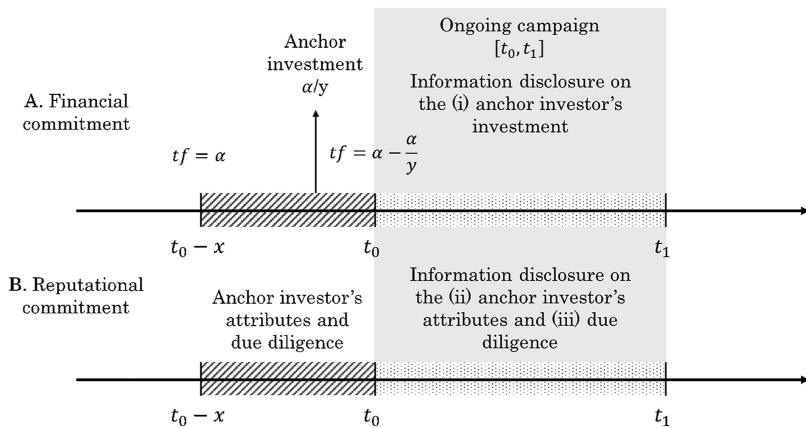 Ongoing campaign
[t₀, t₁]
Anchor
investment
α/y
Information disclosure on
the (i) anchor investor's
investment
A. Financial
commitment
tf = α
tf = α − α/y
t₀ − x
t₀
t₁
B. Reputational
commitment
Anchor investor's
attributes and
due diligence
Information disclosure on
the (ii) anchor investor's
attributes and (iii) due
diligence
t₀ − x
t₀
t₁